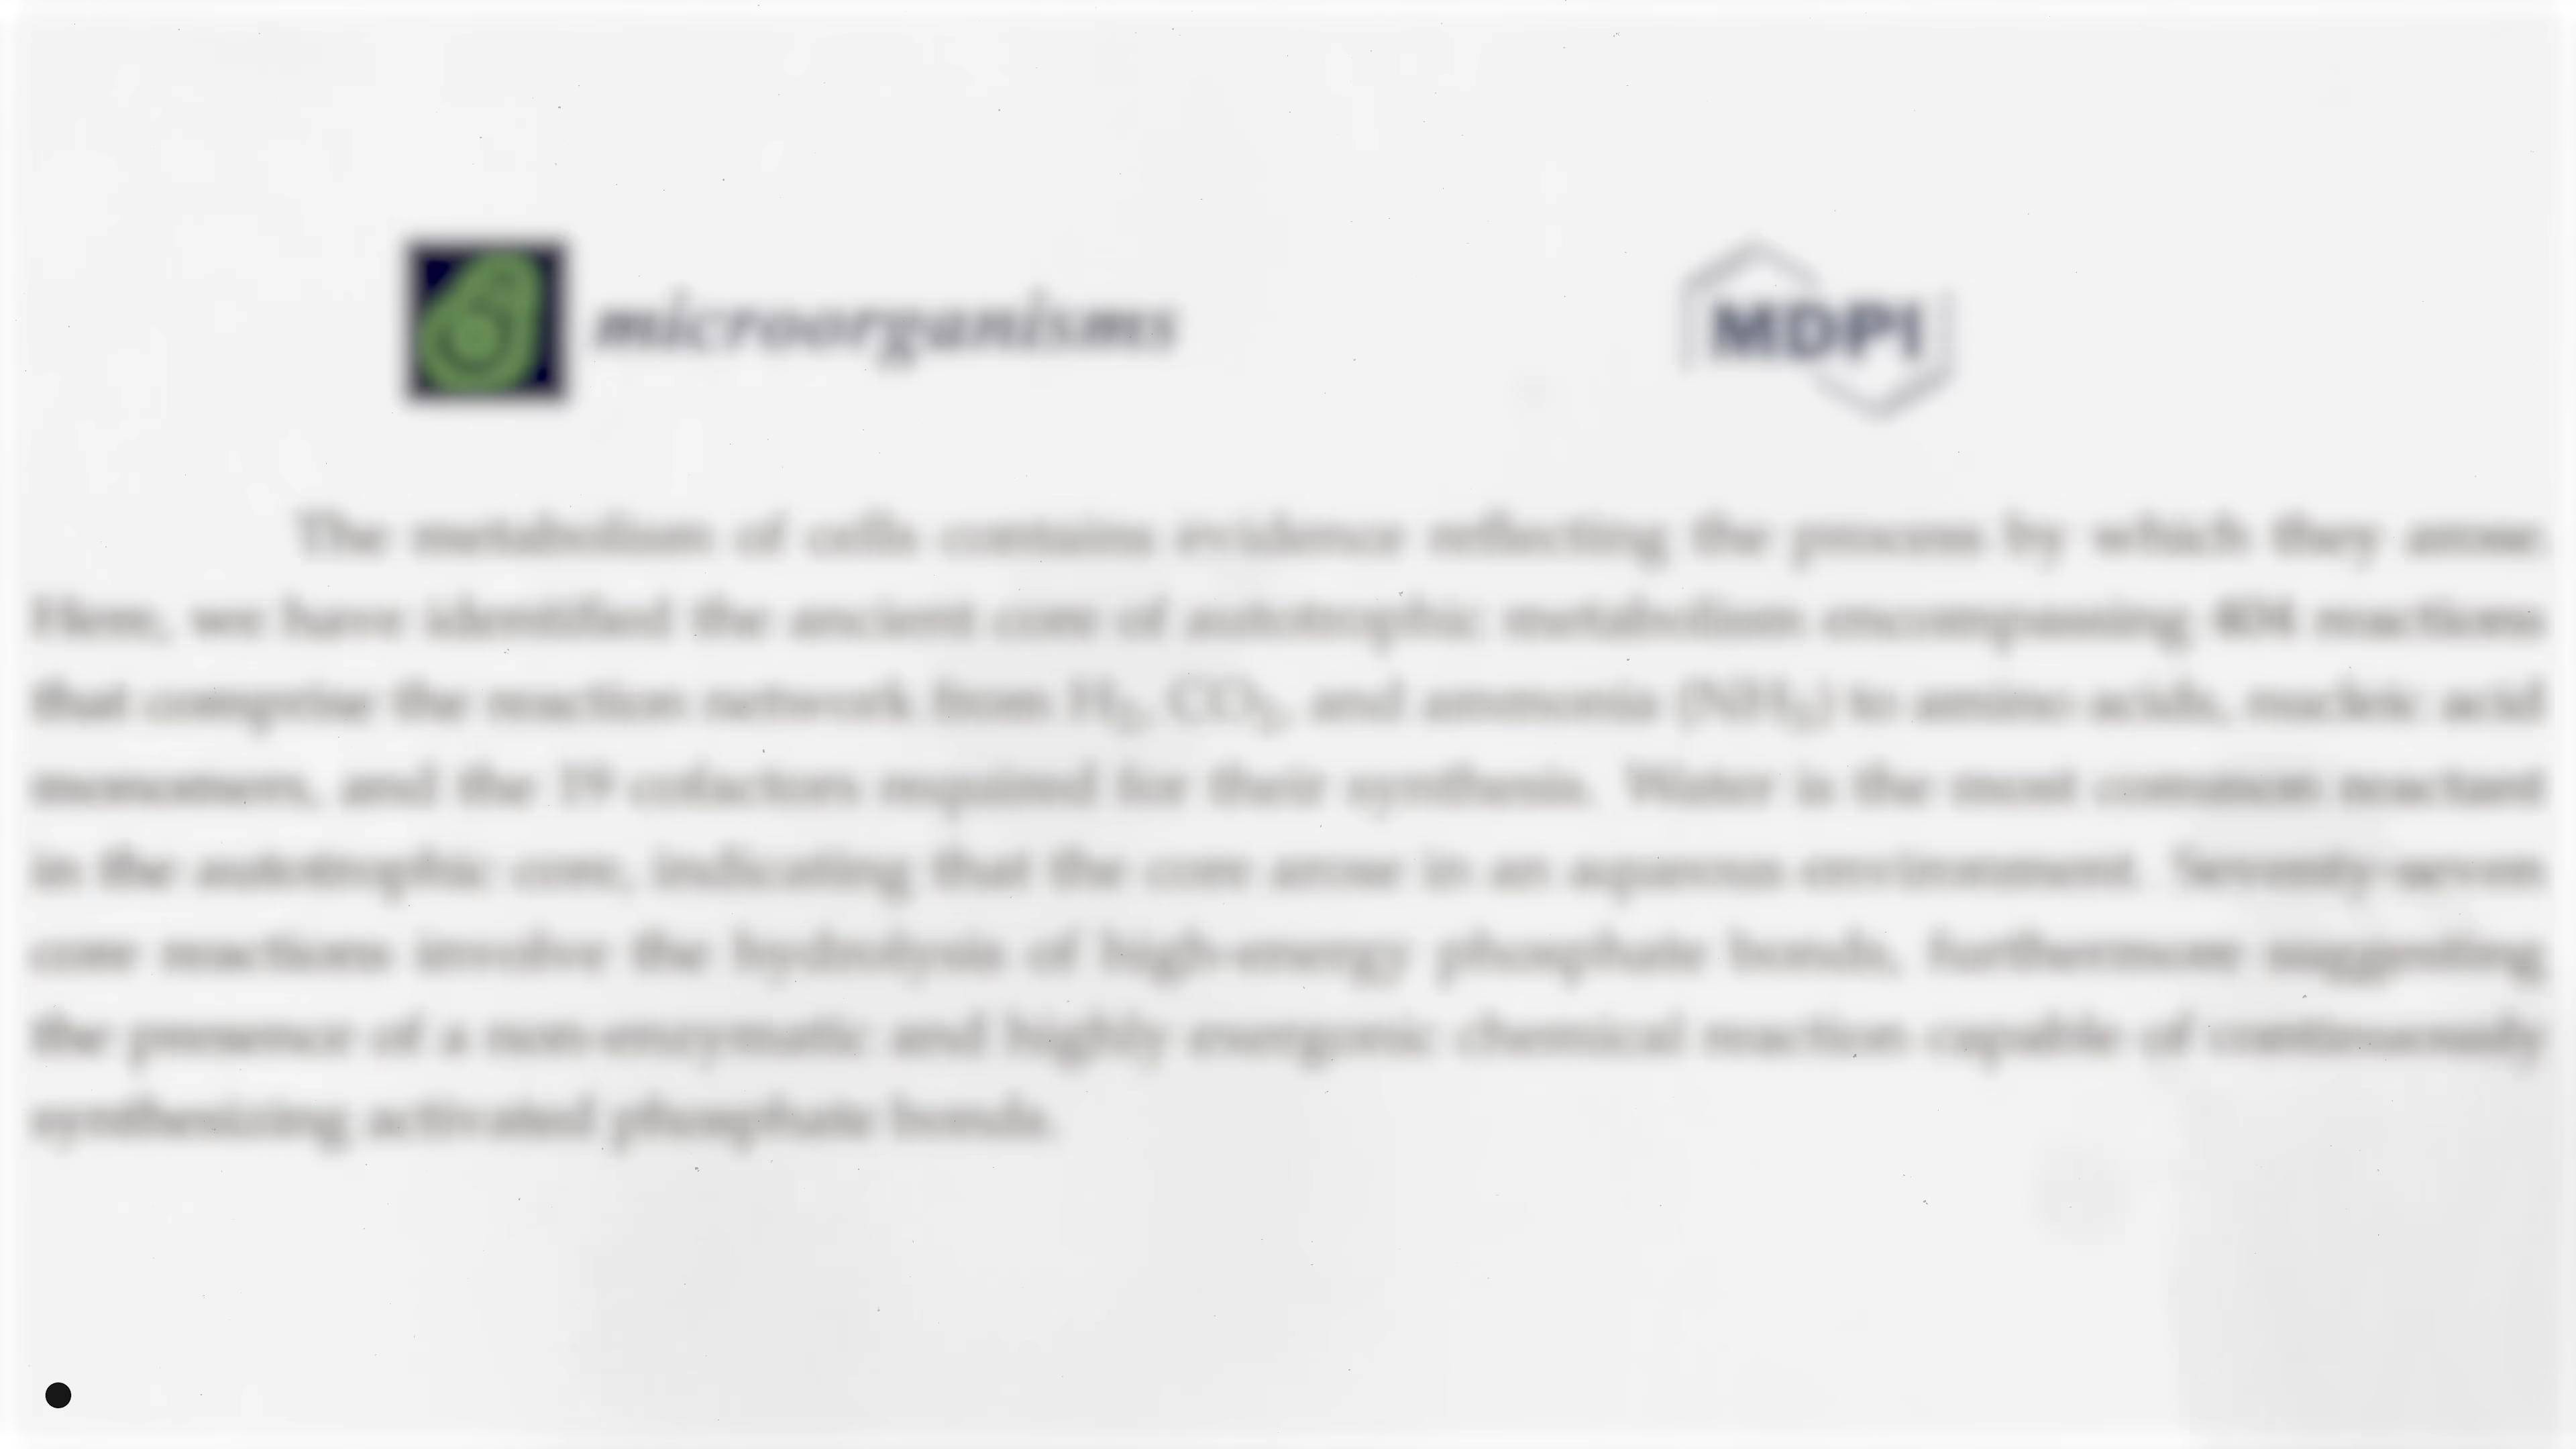 microorganisms
MDPI
The metabolism of cells contains evidence reflecting the process by which they arose.
Here, we have identified the ancient core of autotrophic metabolism encompassing 404 reactions
that comprise the reaction network from H₂, CO₂, and ammonia (NH₃) to amino acids, nucleic acid
monomers, and the 19 cofactors required for their synthesis. Water is the most common reactant
in the autotrophic core, indicating that the core arose in an aqueous environment. Seventy-seven
core reactions involve the hydrolysis of high-energy phosphate bonds, furthermore suggesting
the presence of a non-enzymatic and highly exergonic chemical reaction capable of continuously
synthesizing activated phosphate bonds.